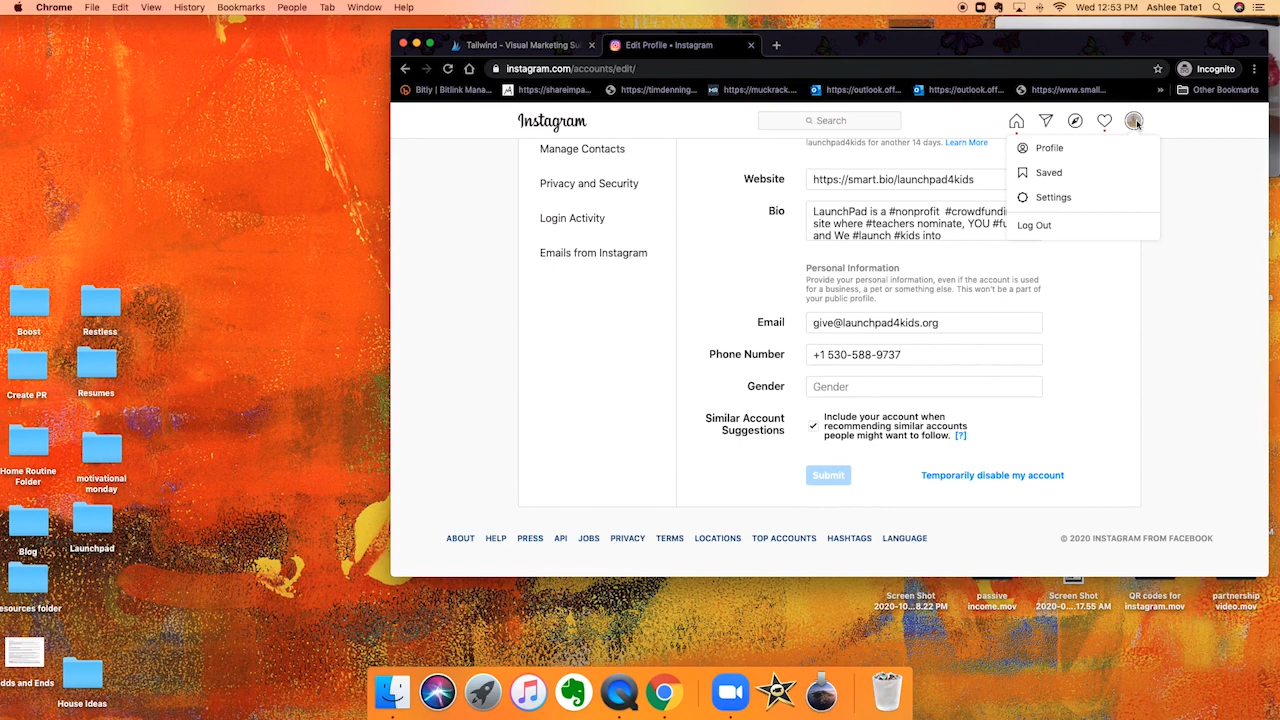 Chrome File Edit View History Bookmarks People Tab Window Help
Wed 12:53 PM Ashlee Tate1
Tailwind - Visual Marketing Su
Edit Profile • Instagram
instagram.com/accounts/edit/
Incognito
Bitly | Bitlink Mana...
https://shareimpa...
https://timdenning...
https://muckrack....
https://outlook.off...
https://outlook.off...
https://www.small...
» Other Bookmarks
Instagram
Search
Profile
Saved
Settings
Log Out
Manage Contacts
Privacy and Security
Login Activity
Emails from Instagram
launchpad4kids for another 14 days. Learn More
Website
https://smart.bio/launchpad4kids
Bio
LaunchPad is a #nonprofit #crowdfundi
site where #teachers nominate, YOU #fu
and We #launch #kids into
Personal Information
Provide your personal information, even if the account is used
for a business, a pet or something else. This won't be a part of
your public profile.
Email
give@launchpad4kids.org
Phone Number
+1 530-588-9737
Gender
Gender
Similar Account
Suggestions
Include your account when
recommending similar accounts
people might want to follow. [?]
Submit
Temporarily disable my account
ABOUT HELP PRESS API JOBS PRIVACY TERMS LOCATIONS TOP ACCOUNTS HASHTAGS LANGUAGE
© 2020 INSTAGRAM FROM FACEBOOK
Boost
Restless
Create PR
Resumes
Home Routine
Folder
motivational
monday
Blog
Launchpad
esources folder
dds and Ends
House Ideas
Screen Shot
2020-10...8.22 PM
passive
income.mov
Screen Shot
2020-0....17.55 AM
QR codes for
instagram.mov
partnership
video.mov